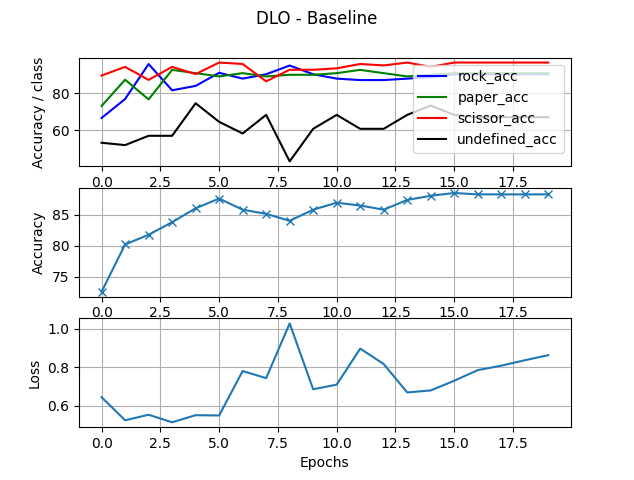 DLO - Baseline
Accuracy / class
80
60
rock_acc
paper_acc
scissor_acc
undefined_acc
0.0 2.5 5.0 7.5 10.0 12.5 15.0 17.5
Accuracy
85
80
75
0.0 2.5 5.0 7.5 10.0 12.5 15.0 17.5
Loss
1.0
0.8
0.6
0.0 2.5 5.0 7.5 10.0 12.5 15.0 17.5
Epochs